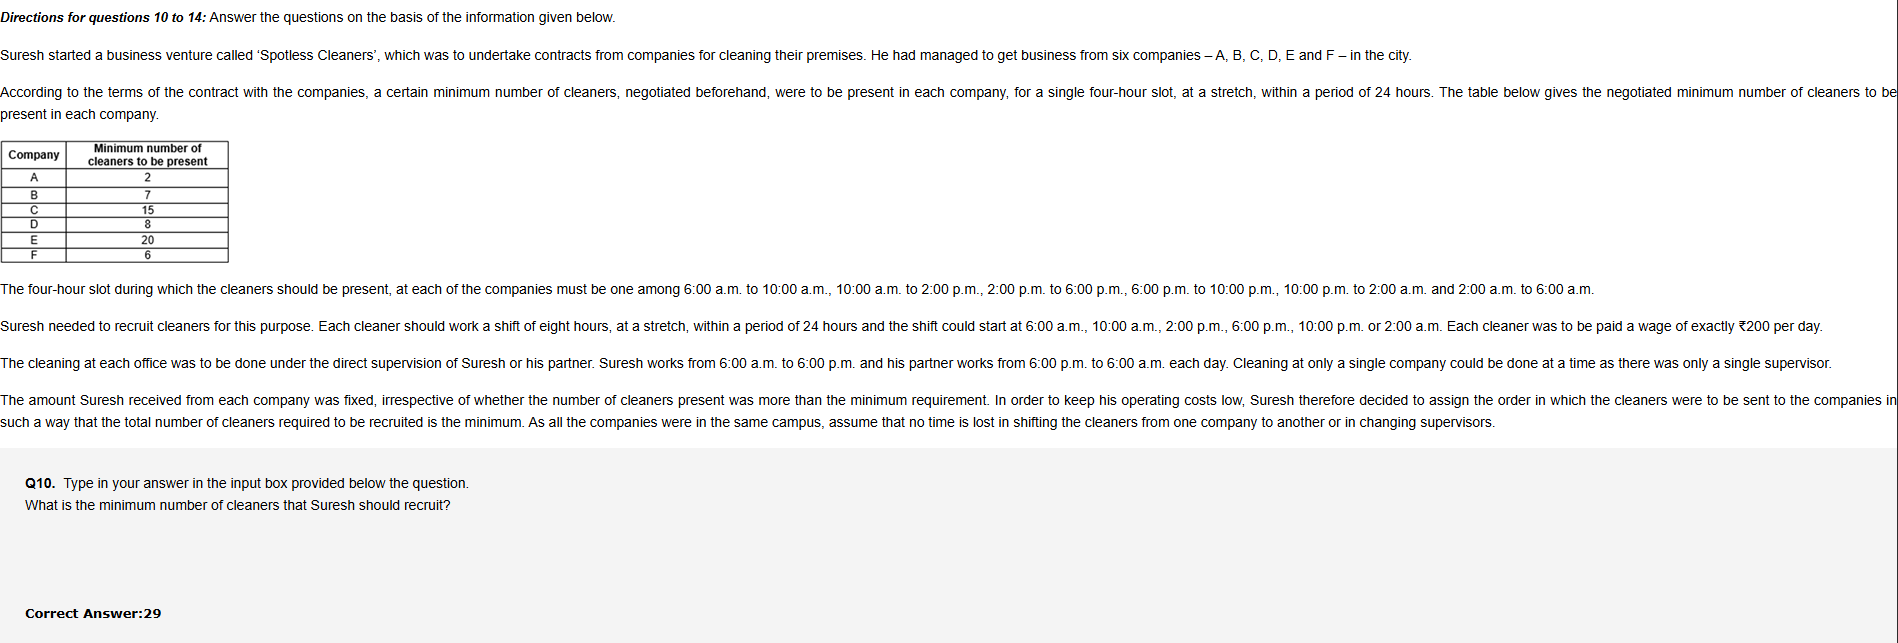 Directions for questions 10 to 14: Answer the questions on the basis of the information given below.
Suresh started a business venture called ‘Spotless Cleaners’, which was to undertake contracts from companies for cleaning their premises. He had managed to get business from six companies – A, B, C, D, E and F – in the city.
According to the terms of the contract with the companies, a certain minimum number of cleaners, negotiated beforehand, were to be present in each company, for a single four-hour slot, at a stretch, within a period of 24 hours. The table below gives the negotiated minimum number of cleaners to be
present in each company.
Company Minimum number of
cleaners to be present
A 2
B 7
C 15
D 8
E 20
F 6
The four-hour slot during which the cleaners should be present, at each of the companies must be one among 6:00 a.m. to 10:00 a.m., 10:00 a.m. to 2:00 p.m., 2:00 p.m. to 6:00 p.m., 6:00 p.m. to 10:00 p.m., 10:00 p.m. to 2:00 a.m. and 2:00 a.m. to 6:00 a.m.
Suresh needed to recruit cleaners for this purpose. Each cleaner should work a shift of eight hours, at a stretch, within a period of 24 hours and the shift could start at 6:00 a.m., 10:00 a.m., 2:00 p.m., 6:00 p.m., 10:00 p.m. or 2:00 a.m. Each cleaner was to be paid a wage of exactly ₹200 per day.
The cleaning at each office was to be done under the direct supervision of Suresh or his partner. Suresh works from 6:00 a.m. to 6:00 p.m. and his partner works from 6:00 p.m. to 6:00 a.m. each day. Cleaning at only a single company could be done at a time as there was only a single supervisor.
The amount Suresh received from each company was fixed, irrespective of whether the number of cleaners present was more than the minimum requirement. In order to keep his operating costs low, Suresh therefore decided to assign the order in which the cleaners were to be sent to the companies in
such a way that the total number of cleaners required to be recruited is the minimum. As all the companies were in the same campus, assume that no time is lost in shifting the cleaners from one company to another or in changing supervisors.
Q10. Type in your answer in the input box provided below the question.
What is the minimum number of cleaners that Suresh should recruit?
Correct Answer:29